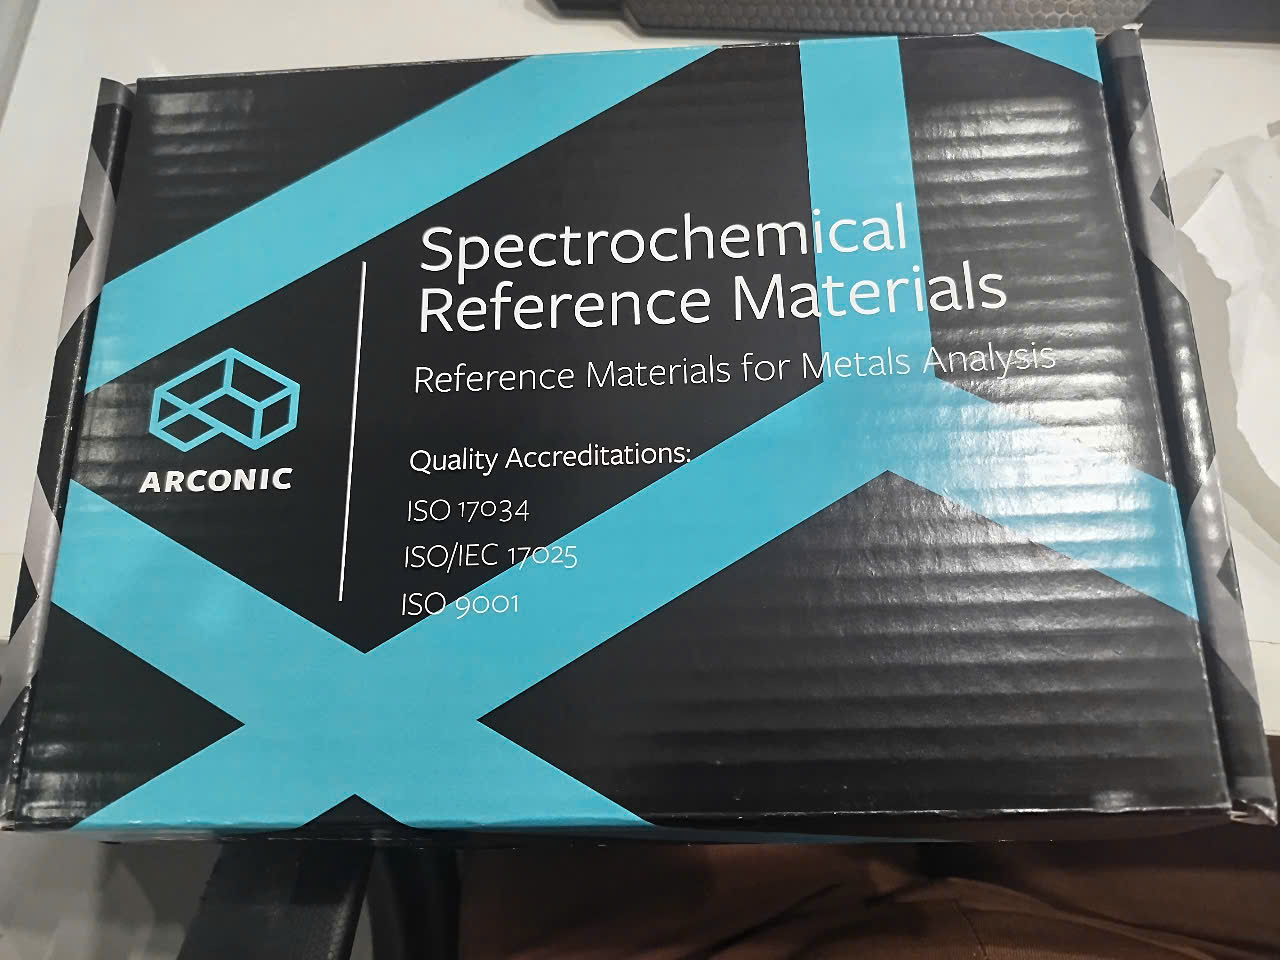 Spectrochemical
Reference Materials
Reference Materials for Metals Analysis
ARCONIC
Quality Accreditations:
ISO 17034
ISO/IEC 17025
ISO 9001